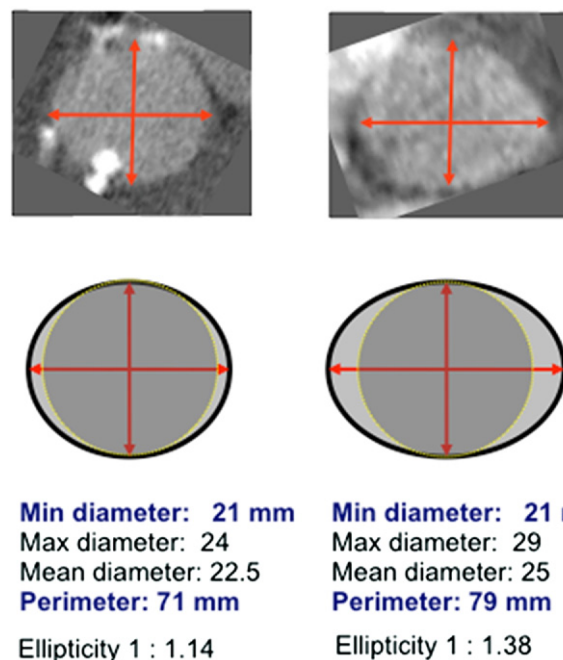 Min diameter: 21 mm
Max diameter: 24
Mean diameter: 22.5
Perimeter: 71 mm
Ellipticity 1 : 1.14
Min diameter: 21
Max diameter: 29
Mean diameter: 25
Perimeter: 79 mm
Ellipticity 1 : 1.38